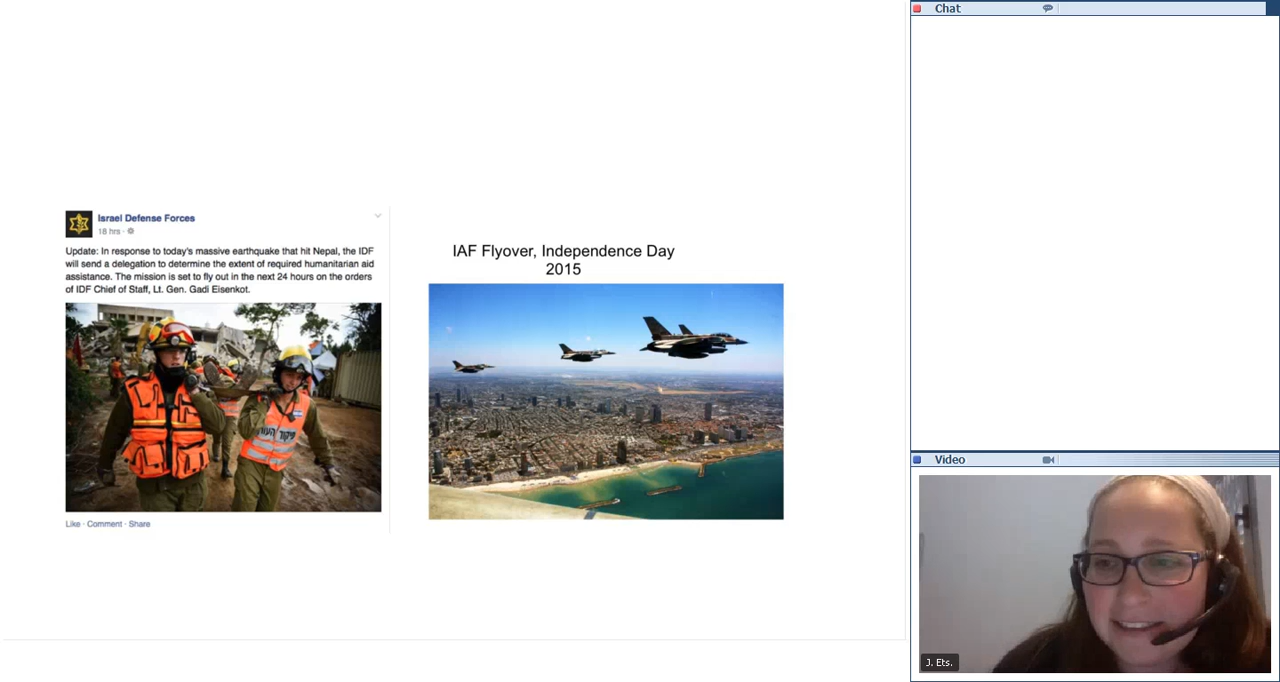 Israel Defense Forces
18 hrs ·
Update: In response to today's massive earthquake that hit Nepal, the IDF
will send a delegation to determine the extent of required humanitarian aid
assistance. The mission is set to fly out in the next 24 hours on the orders
of IDF Chief of Staff, Lt. Gen. Gadi Eisenkot.
פיקוד העורף
Like · Comment · Share
IAF Flyover, Independence Day
2015
Chat
Video
J. Ets.